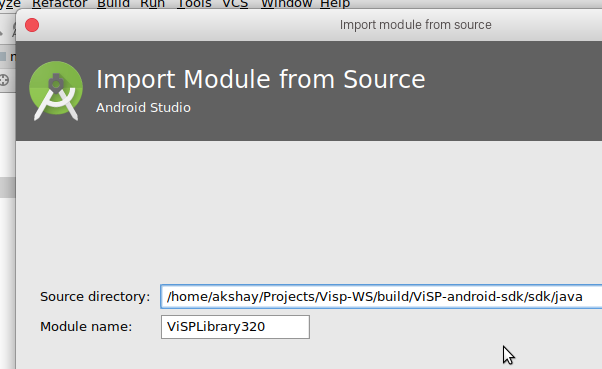 yze Refactor Build Run Tools VCS Window Help
Import module from source
Import Module from Source
Android Studio
Source directory: /home/akshay/Projects/Visp-WS/build/ViSP-android-sdk/sdk/java
Module name: ViSPLibrary320